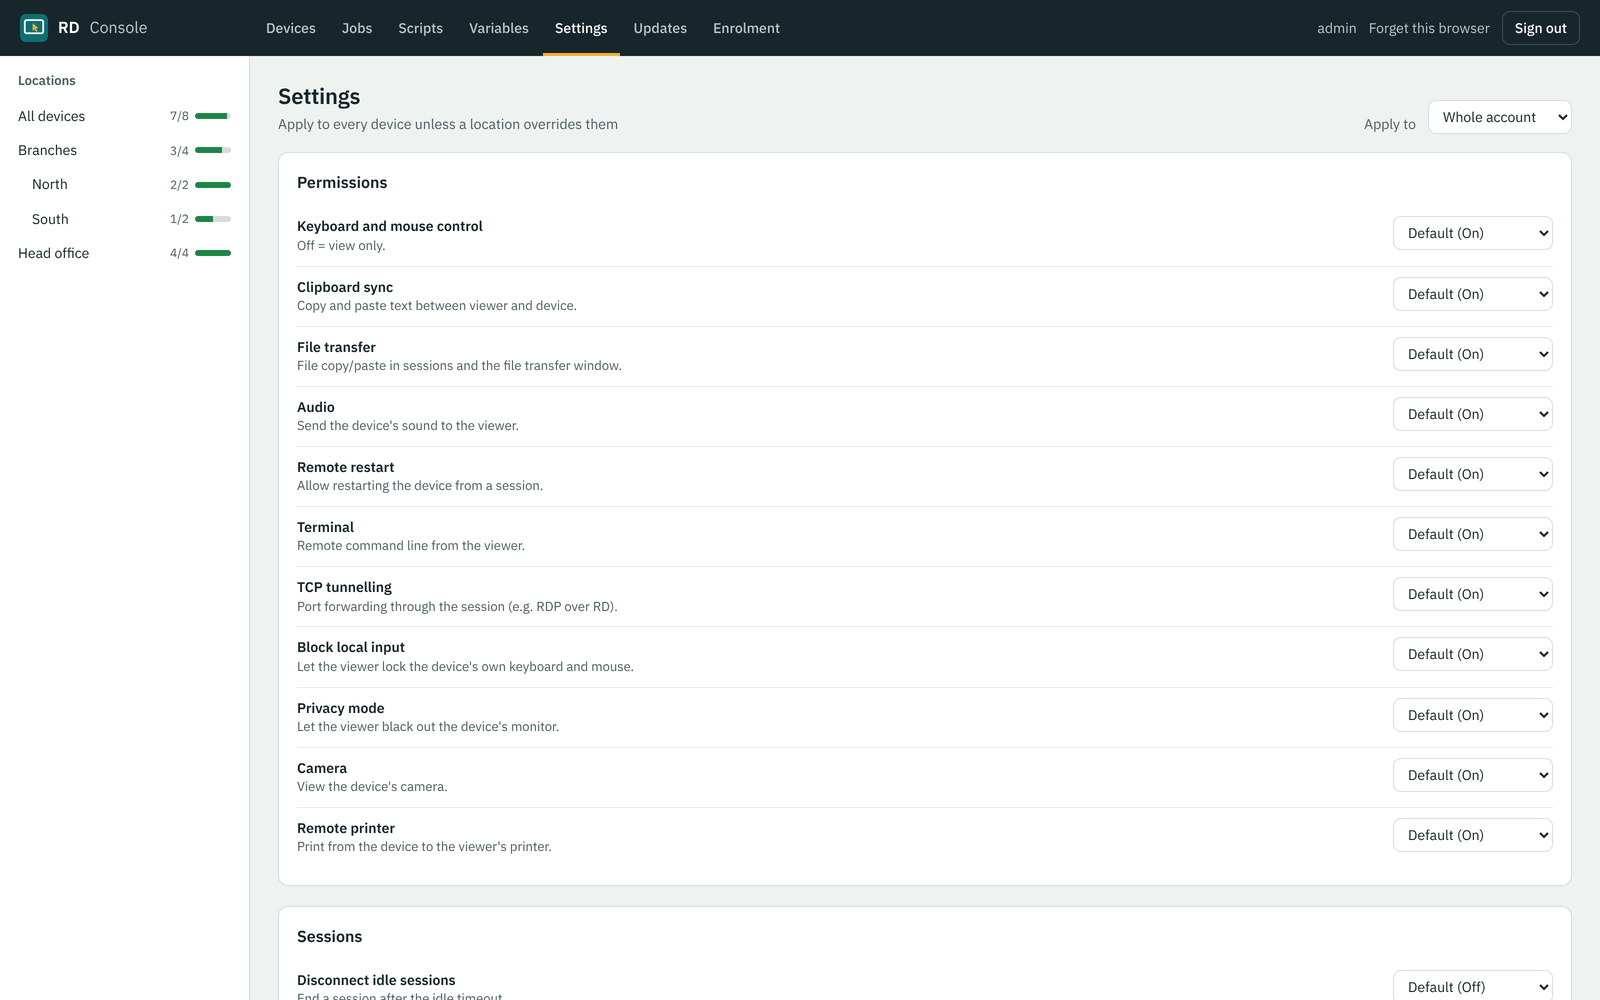 RD Console
Devices Jobs Scripts Variables Settings Updates Enrolment
admin Forget this browser Sign out
Locations
All devices 7/8
Branches 3/4
North 2/2
South 1/2
Head office 4/4
Settings
Apply to every device unless a location overrides them
Apply to Whole account
Permissions
Keyboard and mouse control
Off = view only.
Default (On)
Clipboard sync
Copy and paste text between viewer and device.
Default (On)
File transfer
File copy/paste in sessions and the file transfer window.
Default (On)
Audio
Send the device's sound to the viewer.
Default (On)
Remote restart
Allow restarting the device from a session.
Default (On)
Terminal
Remote command line from the viewer.
Default (On)
TCP tunnelling
Port forwarding through the session (e.g. RDP over RD).
Default (On)
Block local input
Let the viewer lock the device's own keyboard and mouse.
Default (On)
Privacy mode
Let the viewer black out the device's monitor.
Default (On)
Camera
View the device's camera.
Default (On)
Remote printer
Print from the device to the viewer's printer.
Default (On)
Sessions
Disconnect idle sessions
End a session after the idle timeout.
Default (Off)